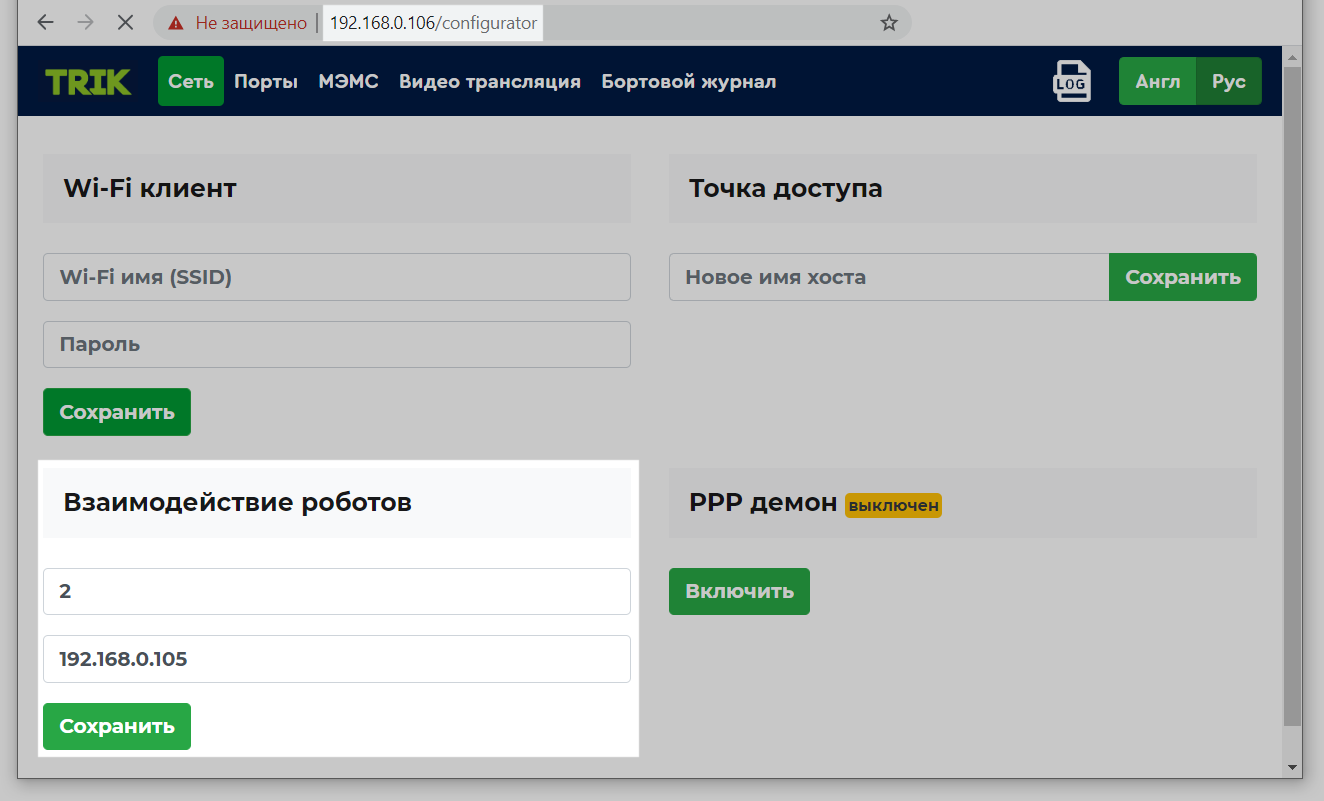 Не защищено 192.168.0.106/configurator
TRIK Сеть Порты МЭМС Видео трансляция Бортовой журнал LOG Англ Рус
Wi-Fi клиент
Точка доступа
Wi-Fi имя (SSID)
Новое имя хоста Сохранить
Пароль
Сохранить
Взаимодействие роботов
PPP демон выключен
2
Включить
192.168.0.105
Сохранить